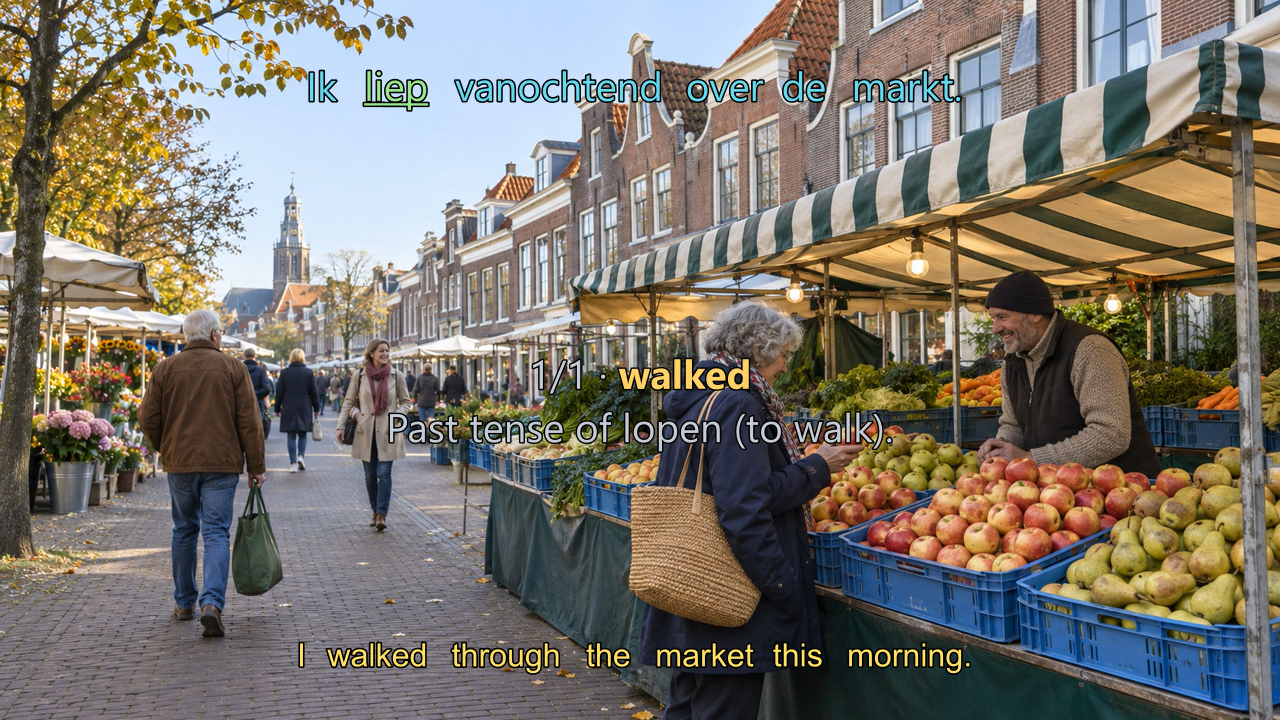 Ik liep vanochtend over de markt.
1/1 · walked
Past tense of lopen (to walk).
I walked through the market this morning.